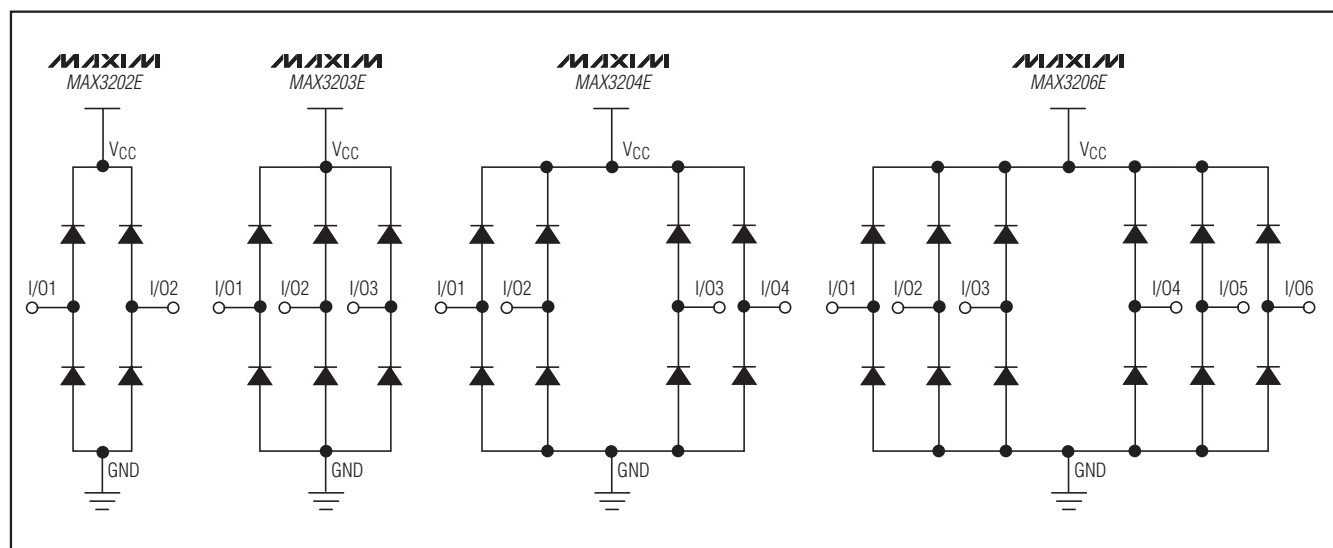 MAXIM
MAX3202E
VCC
I/O1
I/O2
GND
MAXIM
MAX3203E
VCC
I/O1
I/O2
I/O3
GND
MAXIM
MAX3204E
VCC
I/O1
I/O2
I/O3
I/O4
GND
MAXIM
MAX3206E
VCC
I/O1
I/O2
I/O3
I/O4
I/O5
I/O6
GND